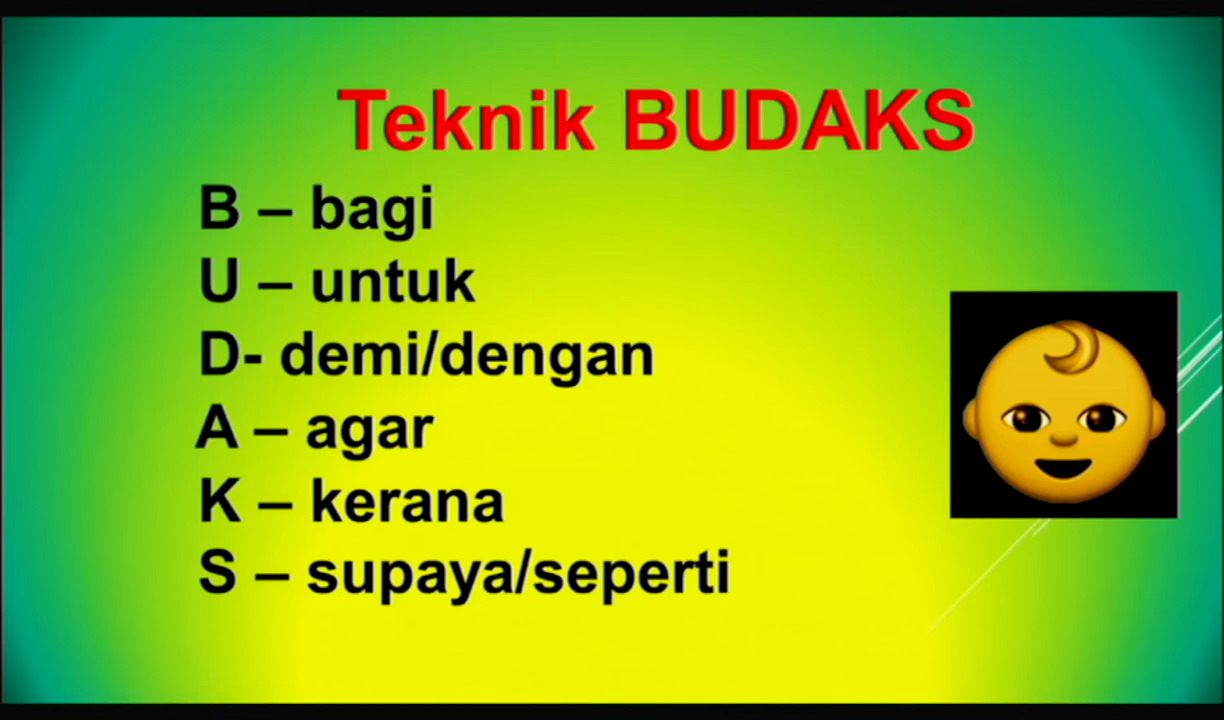 Teknik BUDAKS
B – bagi
U – untuk
D- demi/dengan
A – agar
K – kerana
S – supaya/seperti